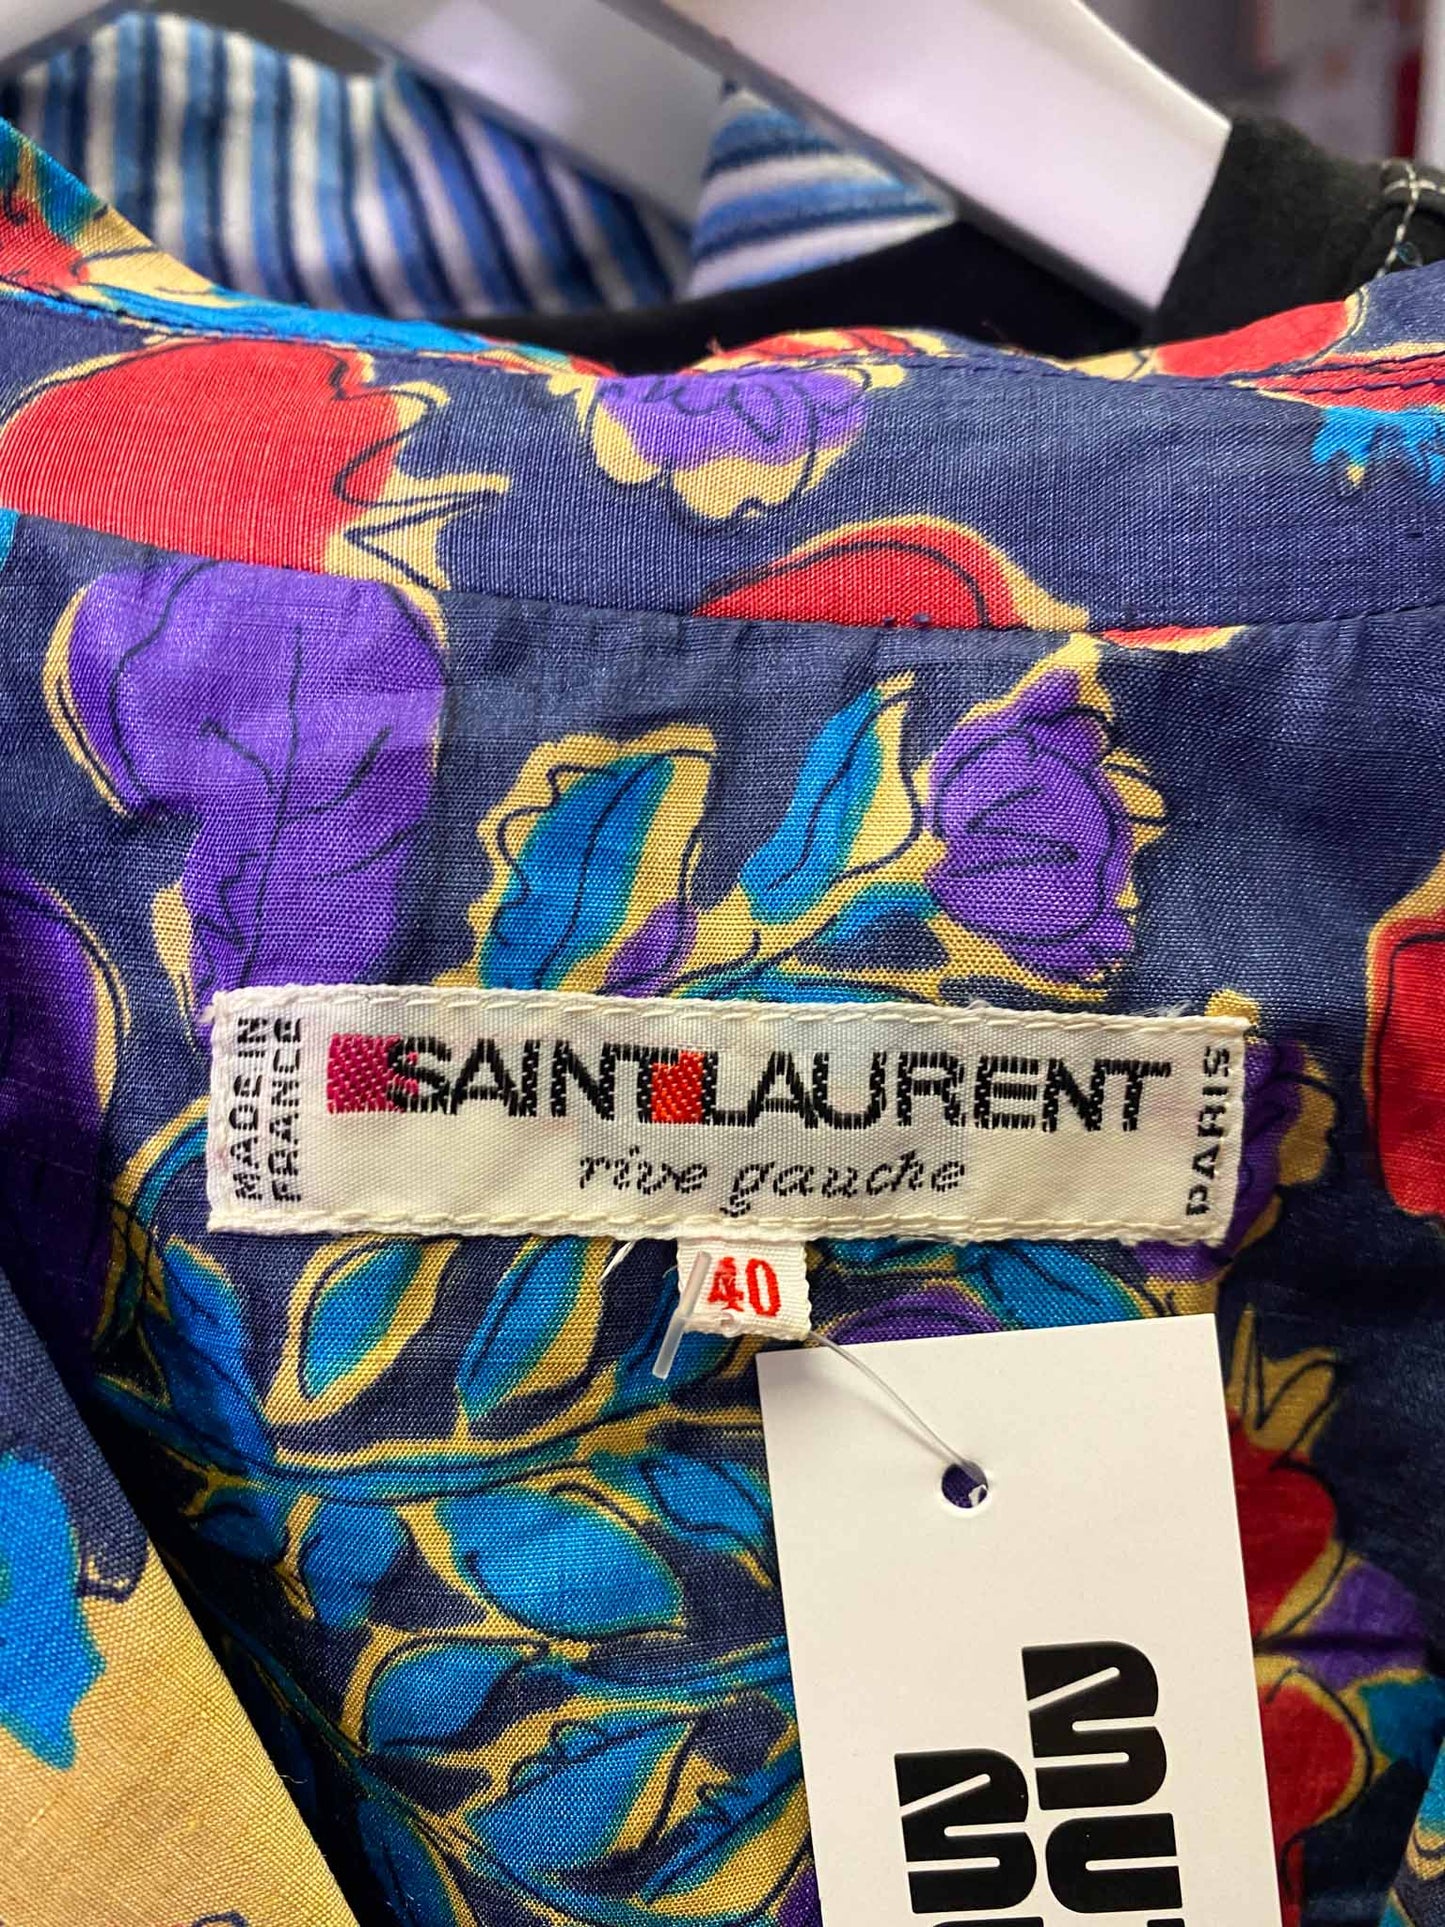 MADE IN
FRANCE
SAINT LAURENT
rive gauche
PARIS
40